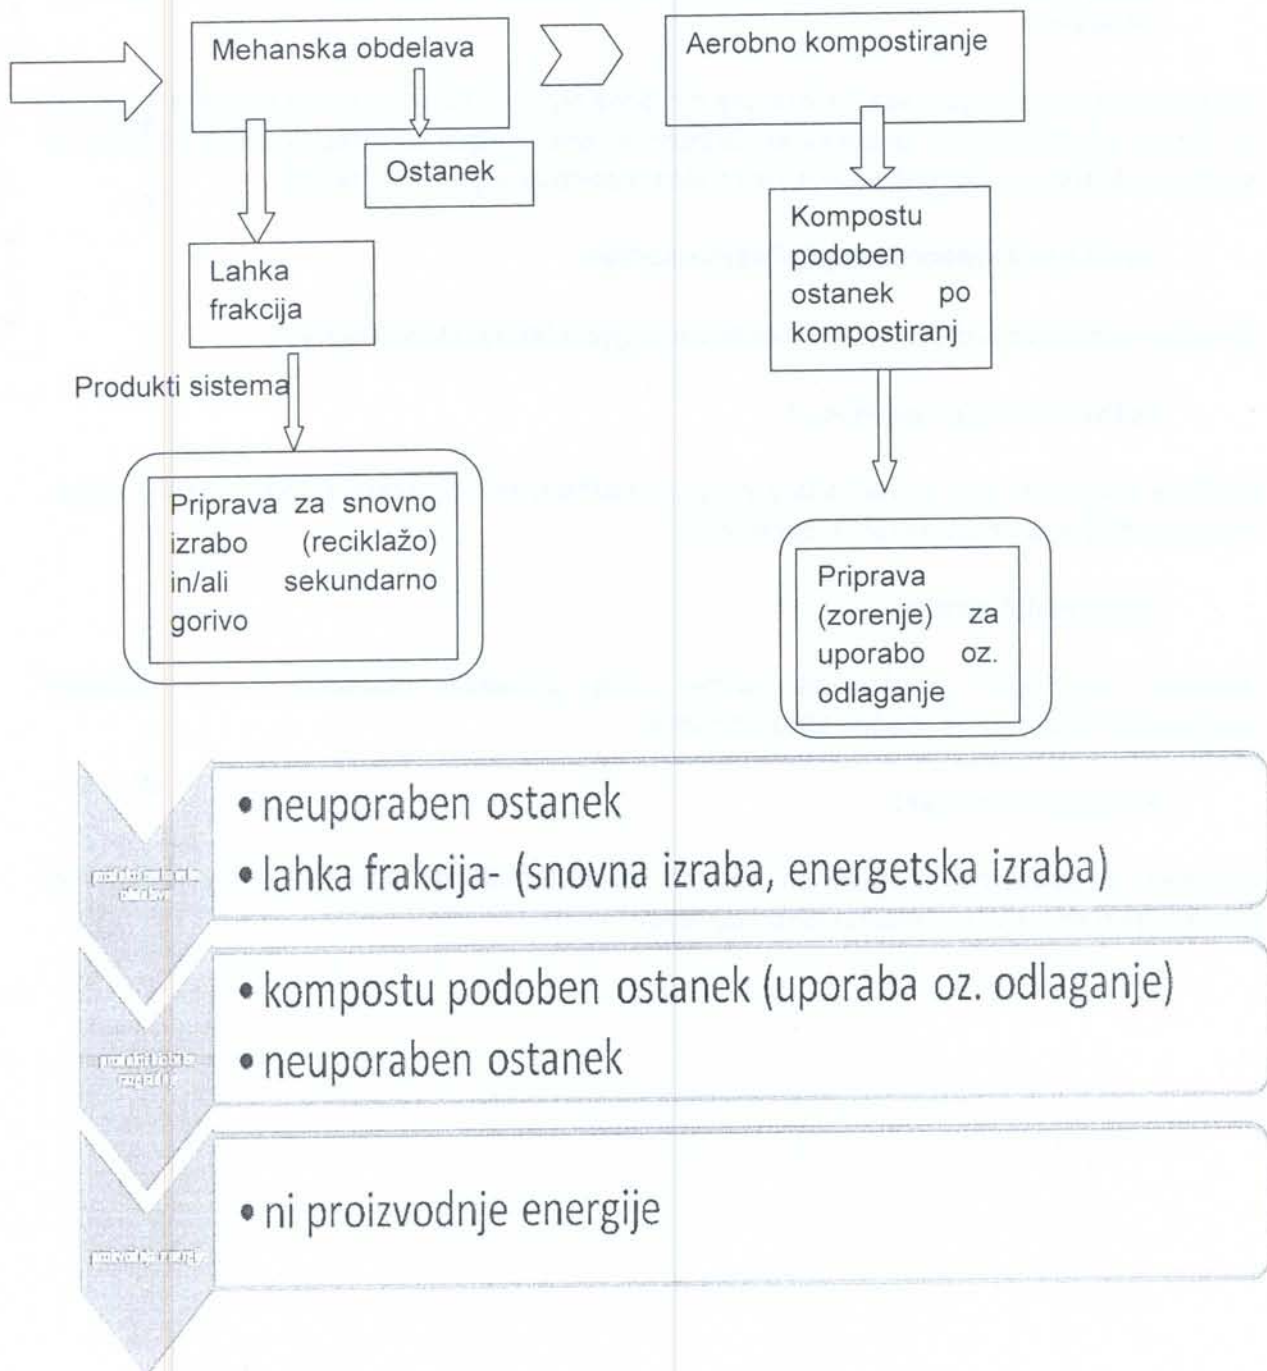 Mehanska obdelava
Aerobno kompostiranje
Ostanek
Lahka
frakcija
Kompostu
podoben
ostanek po
kompostiranj
Produkti sistema
Priprava za snovno
izrabo (reciklažo)
in/ali sekundarno
gorivo
Priprava
(zorenje) za
uporabo oz.
odlaganje
• neuporaben ostanek
• lahka frakcija- (snovna izraba, energetska izraba)
• kompostu podoben ostanek (uporaba oz. odlaganje)
• neuporaben ostanek
• ni proizvodnje energije